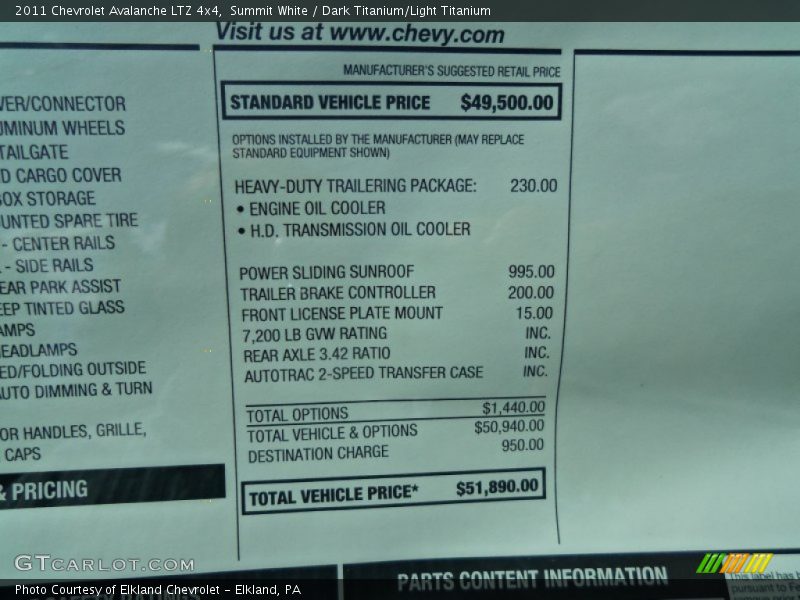 2011 Chevrolet Avalanche LTZ 4x4, Summit White / Dark Titanium/Light Titanium
Visit us at www.chevy.com
VER/CONNECTOR
UMINUM WHEELS
TAILGATE
D CARGO COVER
OX STORAGE
UNTED SPARE TIRE
- CENTER RAILS
- SIDE RAILS
EAR PARK ASSIST
EEP TINTED GLASS
AMPS
EADLAMPS
ED/FOLDING OUTSIDE
AUTO DIMMING & TURN
OR HANDLES, GRILLE,
CAPS
& PRICING
MANUFACTURER'S SUGGESTED RETAIL PRICE
STANDARD VEHICLE PRICE $49,500.00
OPTIONS INSTALLED BY THE MANUFACTURER (MAY REPLACE
STANDARD EQUIPMENT SHOWN)
HEAVY-DUTY TRAILERING PACKAGE: 230.00
• ENGINE OIL COOLER
• H.D. TRANSMISSION OIL COOLER
POWER SLIDING SUNROOF 995.00
TRAILER BRAKE CONTROLLER 200.00
FRONT LICENSE PLATE MOUNT 15.00
7,200 LB GVW RATING INC.
REAR AXLE 3.42 RATIO INC.
AUTOTRAC 2-SPEED TRANSFER CASE INC.
TOTAL OPTIONS $1,440.00
TOTAL VEHICLE & OPTIONS $50,940.00
DESTINATION CHARGE 950.00
TOTAL VEHICLE PRICE* $51,890.00
PARTS CONTENT INFORMATION
This label has b
pursuant to Fe
GTCARLOT.COM
Photo Courtesy of Elkland Chevrolet - Elkland, PA